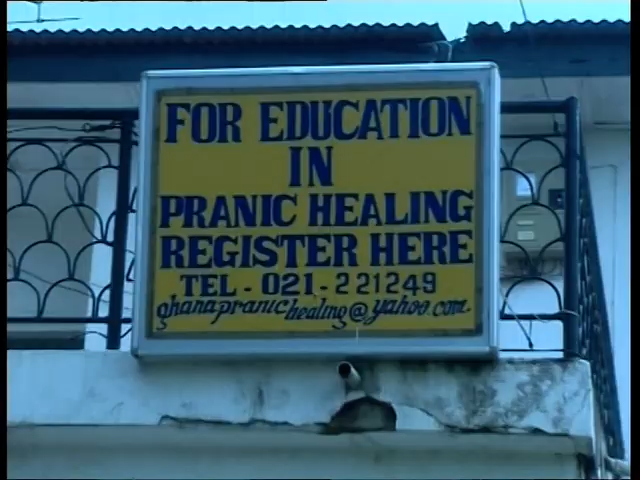 FOR EDUCATION
IN
PRANIC HEALING
REGISTER HERE
TEL - 021-221249
ghanapranichealing@yahoo.com